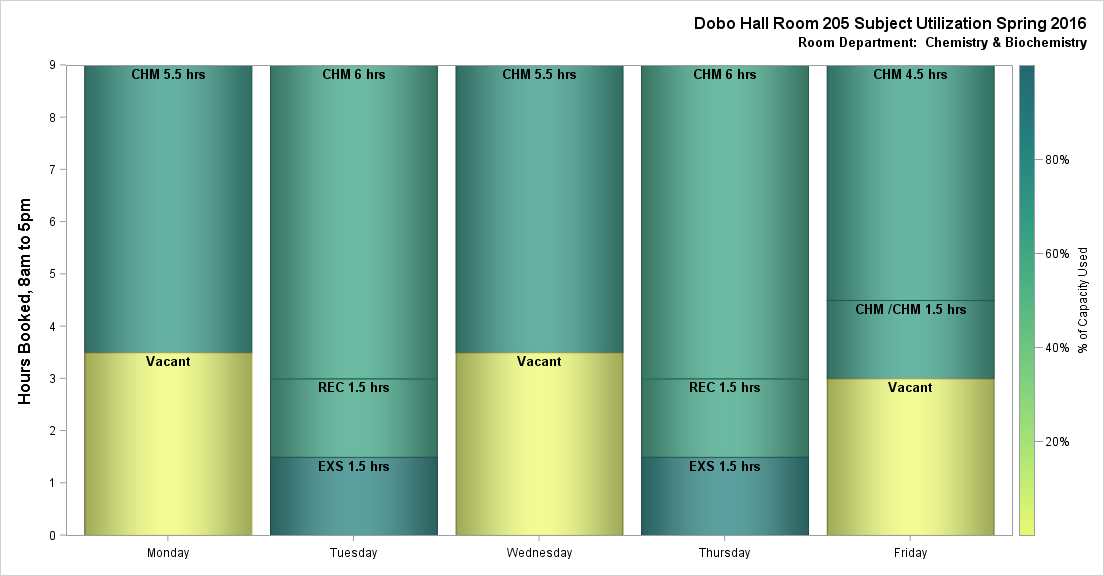 Dobo Hall Room 205 Subject Utilization Spring 2016
Room Department: Chemistry & Biochemistry
Hours Booked, 8am to 5pm
9
8
7
6
5
4
3
2
1
0
CHM 5.5 hrs
Vacant
CHM 6 hrs
REC 1.5 hrs
EXS 1.5 hrs
CHM 5.5 hrs
Vacant
CHM 6 hrs
REC 1.5 hrs
EXS 1.5 hrs
CHM 4.5 hrs
CHM /CHM 1.5 hrs
Vacant
Monday
Tuesday
Wednesday
Thursday
Friday
80%
60%
40%
20%
% of Capacity Used